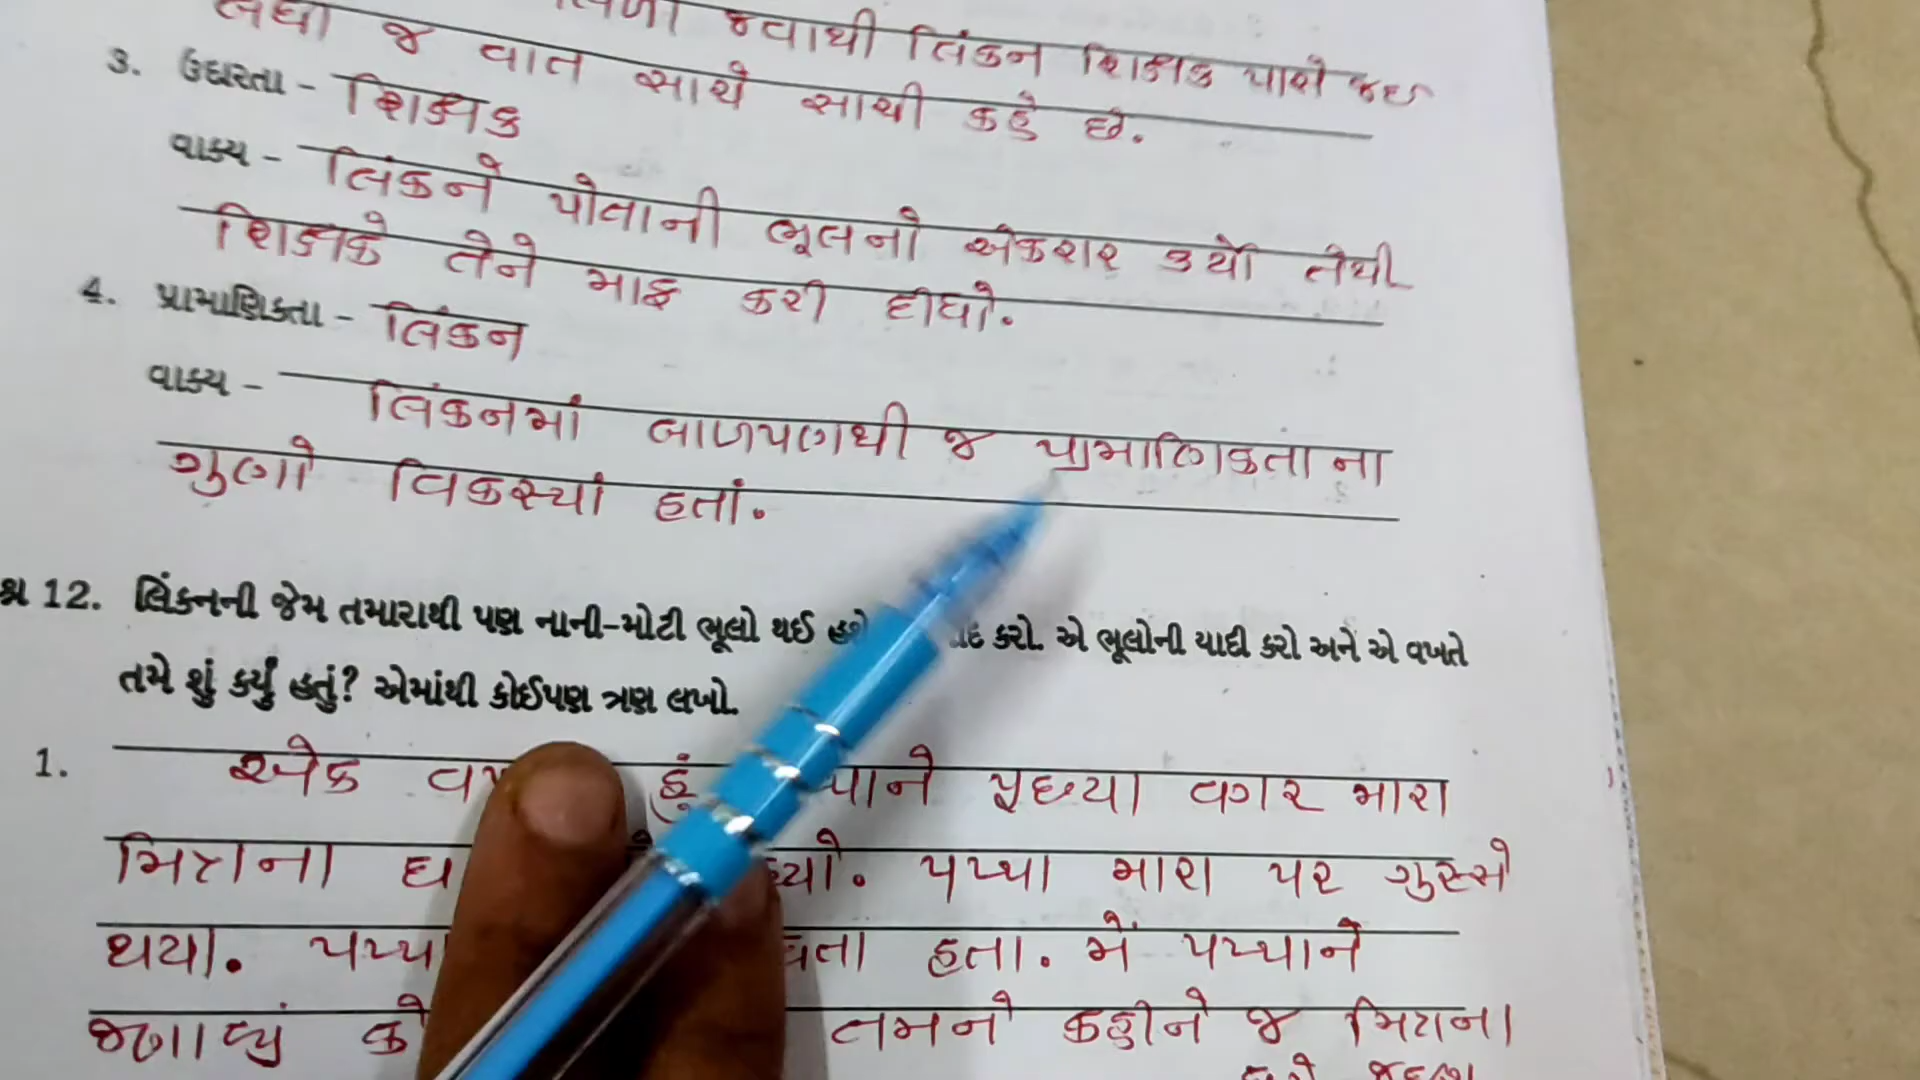 જવાથી લિંકન શિક્ષક પાસે જઈ
બધી જ વાત સાચે સાચી કહે છે.
3. ઉદારતા - શિક્ષક
વાક્ય - લિંકને પોતાની ભૂલનો એકરાર કર્યો તેથી
શિક્ષકે તેને માફ કરી દીધો.
4. પ્રામાણિકતા - લિંકન
વાક્ય - લિંકનમાં બાળપણથી જ પ્રામાણિકતાના
ગુણો વિકસ્યાં હતાં.
12. લિંકનની જેમ તમારાથી પણ નાની-મોટી ભૂલો થઈ કરો. એ ભૂલોની યાદી કરો અને એ વખતે
તમે શું કર્યું હતું? એમાંથી કોઈપણ ત્રણ લખો.
1. એક હું પૂછ્યા વગર મારા
મિત્રના પપ્પા મારા પર ગુસ્સે
થયા. હતા. મેં પપ્પાને
જણાવ્યું તમને કહીને જ મિત્રના